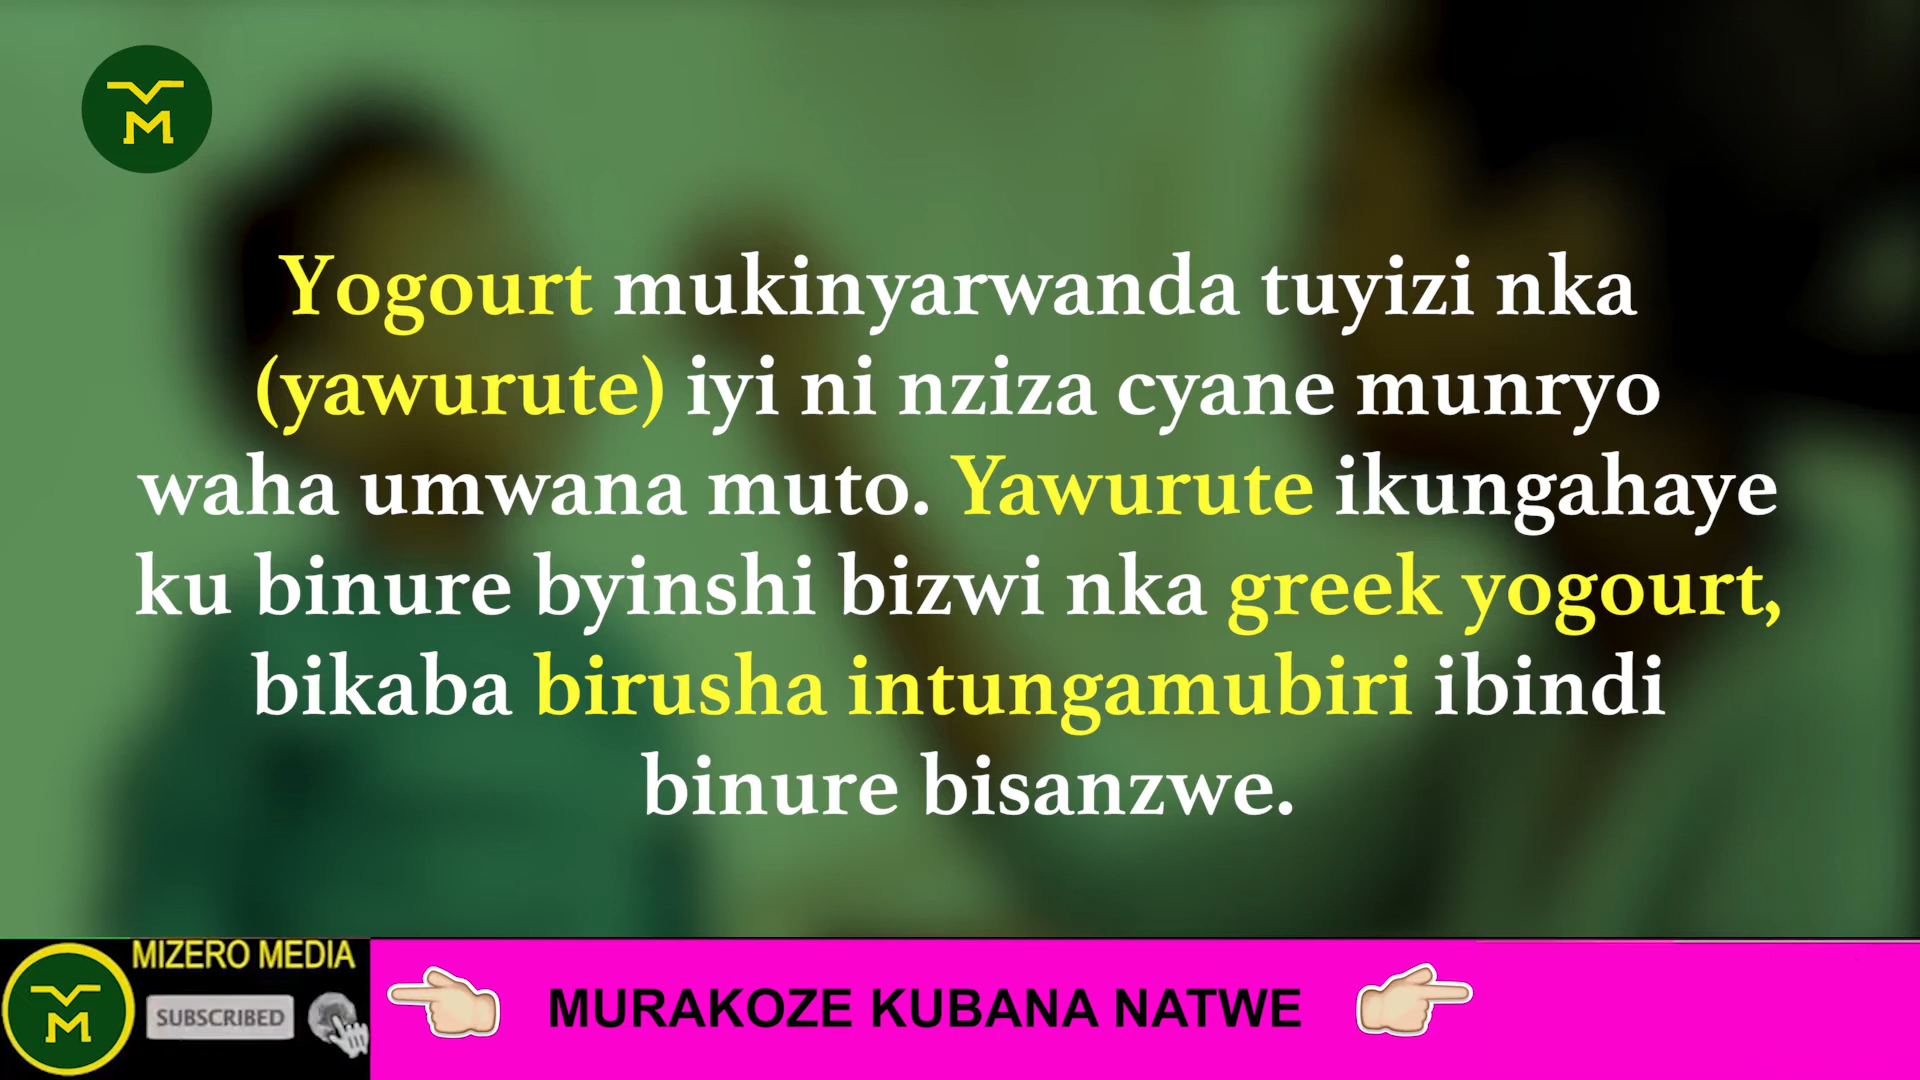 Yogourt mukinyarwanda tuyizi nka
(yawurute) iyi ni nziza cyane munryo
waha umwana muto. Yawurute ikungahaye
ku binure byinshi bizwi nka greek yogourt,
bikaba birusha intungamubiri ibindi
binure bisanzwe.
MIZERO MEDIA
SUBSCRIBED
MURAKOZE KUBANA NATWE